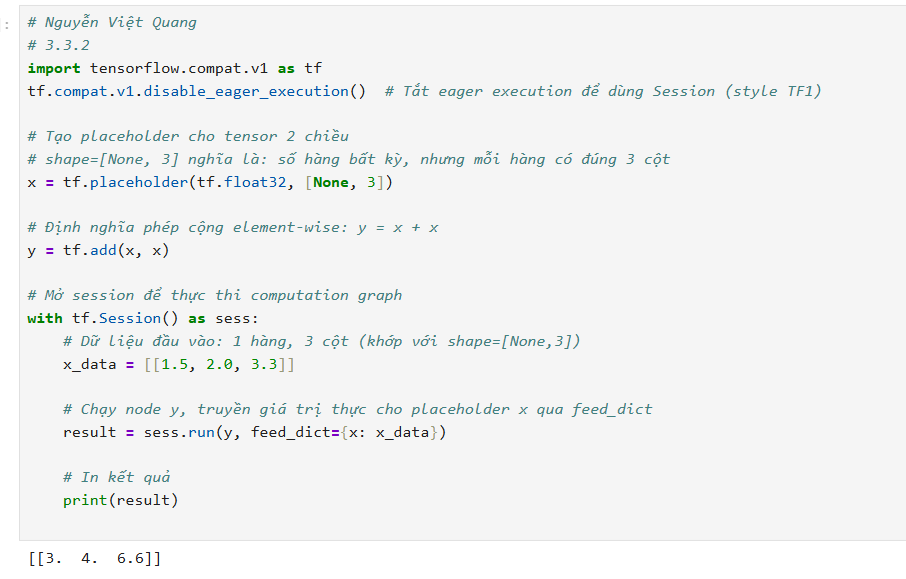 :
# Nguyễn Việt Quang
# 3.3.2
import tensorflow.compat.v1 as tf
tf.compat.v1.disable_eager_execution()  # Tắt eager execution để dùng Session (style TF1)
# Tạo placeholder cho tensor 2 chiều
# shape=[None, 3] nghĩa là: số hàng bất kỳ, nhưng mỗi hàng có đúng 3 cột
x = tf.placeholder(tf.float32, [None, 3])
# Định nghĩa phép cộng element-wise: y = x + x
y = tf.add(x, x)
# Mở session để thực thi computation graph
with tf.Session() as sess:
    # Dữ liệu đầu vào: 1 hàng, 3 cột (khớp với shape=[None,3])
    x_data = [[1.5, 2.0, 3.3]]
    # Chạy node y, truyền giá trị thực cho placeholder x qua feed_dict
    result = sess.run(y, feed_dict={x: x_data})
    # In kết quả
    print(result)
[[3.  4.  6.6]]